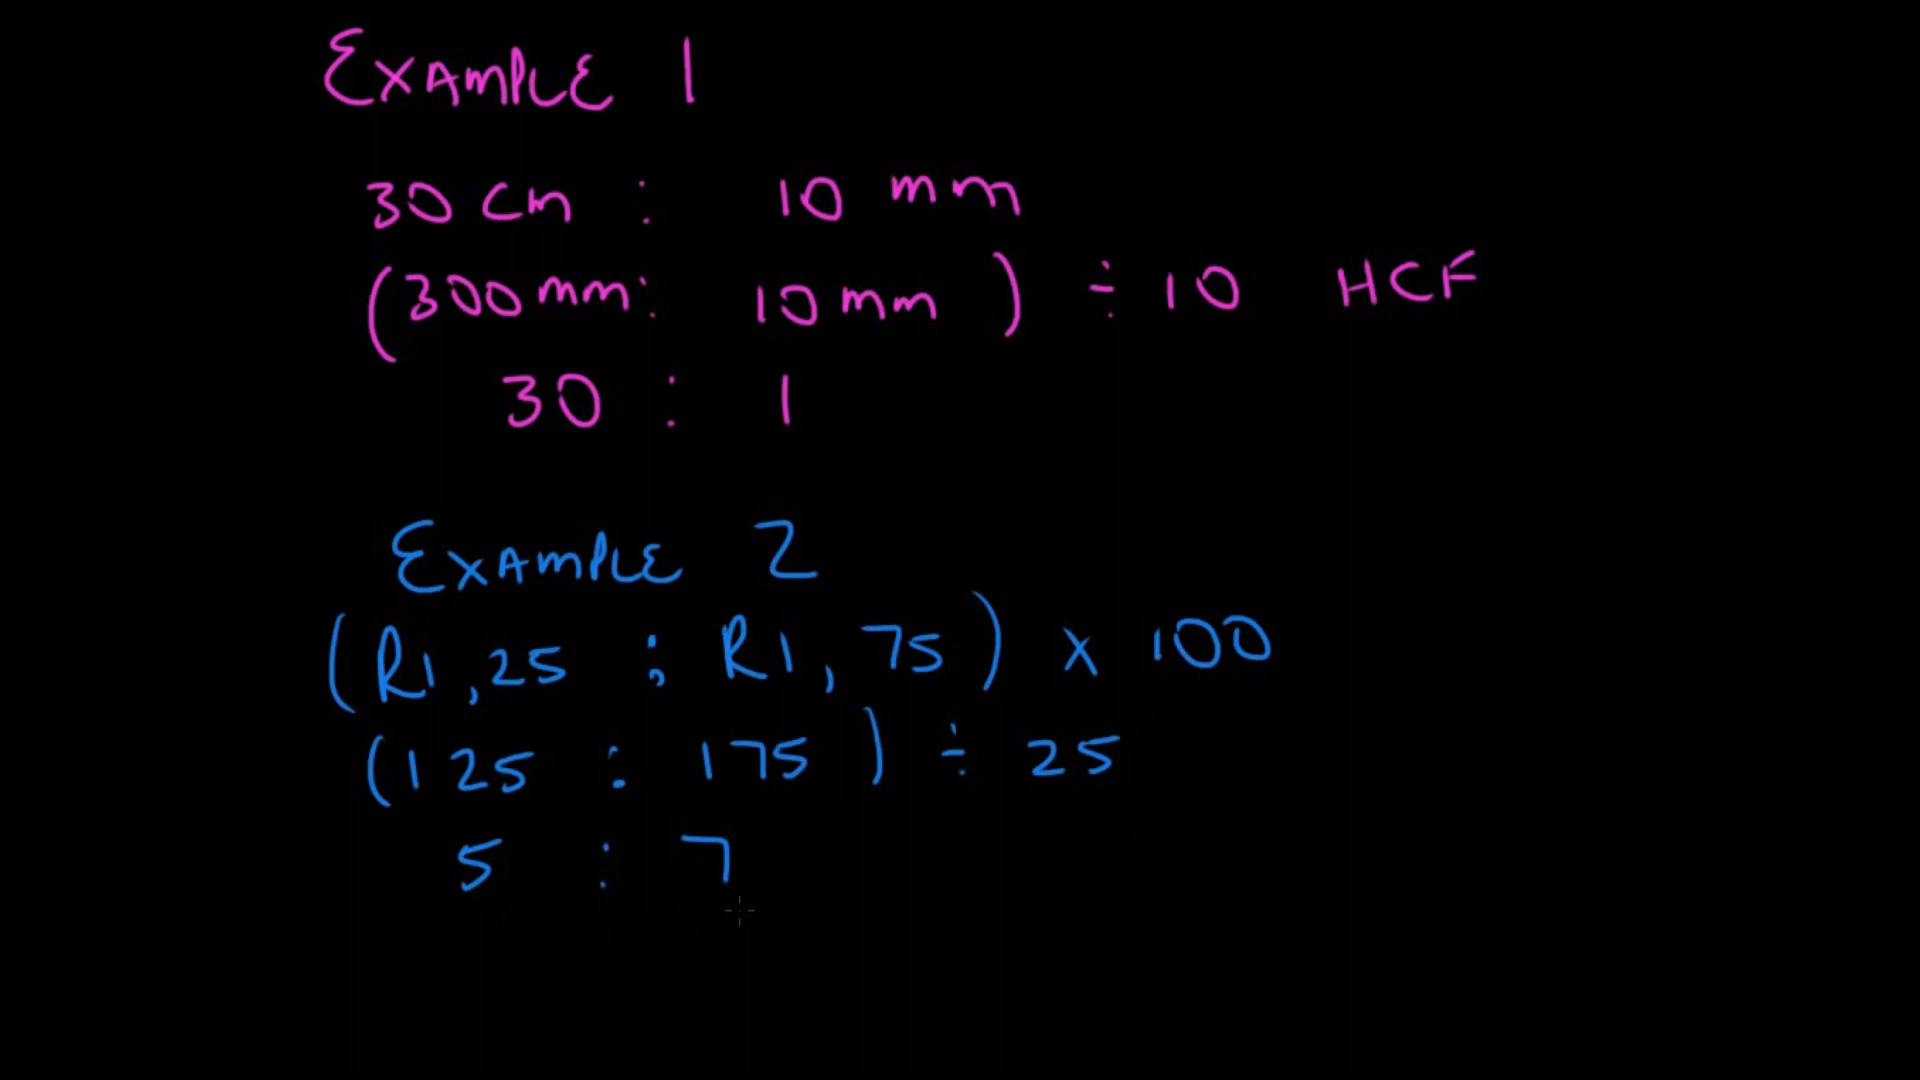 EXAMPLE 1
30 cm : 10 mm
(300 mm : 10 mm) ÷ 10 HCF
30 : 1
EXAMPLE 2
(R1,25 : R1,75) x 100
(125 : 175) ÷ 25
5 : 7